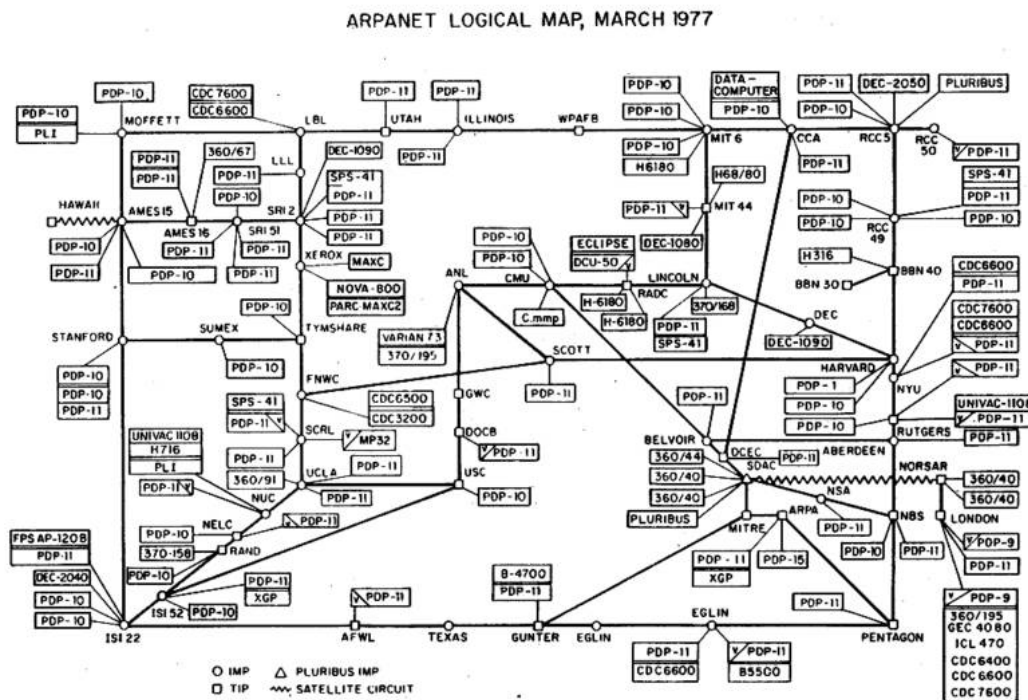 ARPANET LOGICAL MAP, MARCH 1977
PDP-10
PLI
PDP-10
MOFFETT
CDC7600
CDC6600
LBL
PDP-11
UTAH
PDP-11
ILLINOIS
PDP-11
WPAFB
PDP-10
PDP-10
PDP-10
H6180
MIT 6
DATA-
COMPUTER
PDP-10
CCA
PDP-11
PDP-11
PDP-10
DEC-2050
PLURIBUS
RCC5
RCC
50
PDP-11
SPS-41
PDP-11
PDP-10
PDP-10
PDP-10
RCC
49
HAWAII
AMES15
PDP-10
PDP-11
PDP-10
PDP-11
PDP-11
360/67
AMES16
PDP-11
PDP-10
SRI 51
PDP-11
PDP-11
LLL
PDP-11
SRI 2
DEC-1090
SPS-41
PDP-11
PDP-11
PDP-11
XEROX
MAXC
NOVA-800
PARC-MAXC2
H68/80
PDP-11
MIT 44
DEC-1080
H316
BBN 40
BBN 30
STANFORD
PDP-10
PDP-10
PDP-11
SUMEX
PDP-10
PDP-10
TYMSHARE
ANL
VARIAN 73
370/195
PDP-10
PDP-10
CMU
C.mmp
ECLIPSE
DCU-50
RADC
H-6180
H-6180
LINCOLN
PDP-11
SPS-41
370/168
DEC
DEC-1090
CDC6600
PDP-11
CDC7600
CDC6600
PDP-11
PDP-11
SCOTT
PDP-11
HARVARD
PDP-1
PDP-10
NYU
PDP-10
FNWC
CDC6500
CDC3200
GWC
SPS-41
PDP-11
SCRL
MP32
PDP-11
DOCB
PDP-11
UNIVAC 1108
H716
PLI
PDP-11
NUC
360/91
UCLA
PDP-11
PDP-11
USC
PDP-10
PDP-11
BELVOIR
360/44
360/40
360/40
PLURIBUS
DCEC
PDP-11
SDAC
ABERDEEN
RUTGERS
UNIVAC-1108
PDP-11
PDP-11
NORSAR
360/40
360/40
NELC
PDP-10
PDP-11
370-158
RAND
PDP-10
NSA
PDP-11
NBS
PDP-10
PDP-11
LONDON
PDP-9
PDP-11
MITRE
ARPA
PDP-11
XGP
PDP-15
FPS AP-120B
PDP-11
DEC-2040
PDP-10
PDP-10
ISI 22
ISI 52
PDP-11
XGP
PDP-10
PDP-11
AFWL
TEXAS
B-4700
PDP-11
GUNTER
EGLIN
EGLIN
PDP-11
CDC6600
PDP-11
B5500
PDP-11
PENTAGON
PDP-9
360/195
GEC 4080
ICL 470
CDC6400
CDC6600
CDC7600
IMP
PLURIBUS IMP
TIP
SATELLITE CIRCUIT